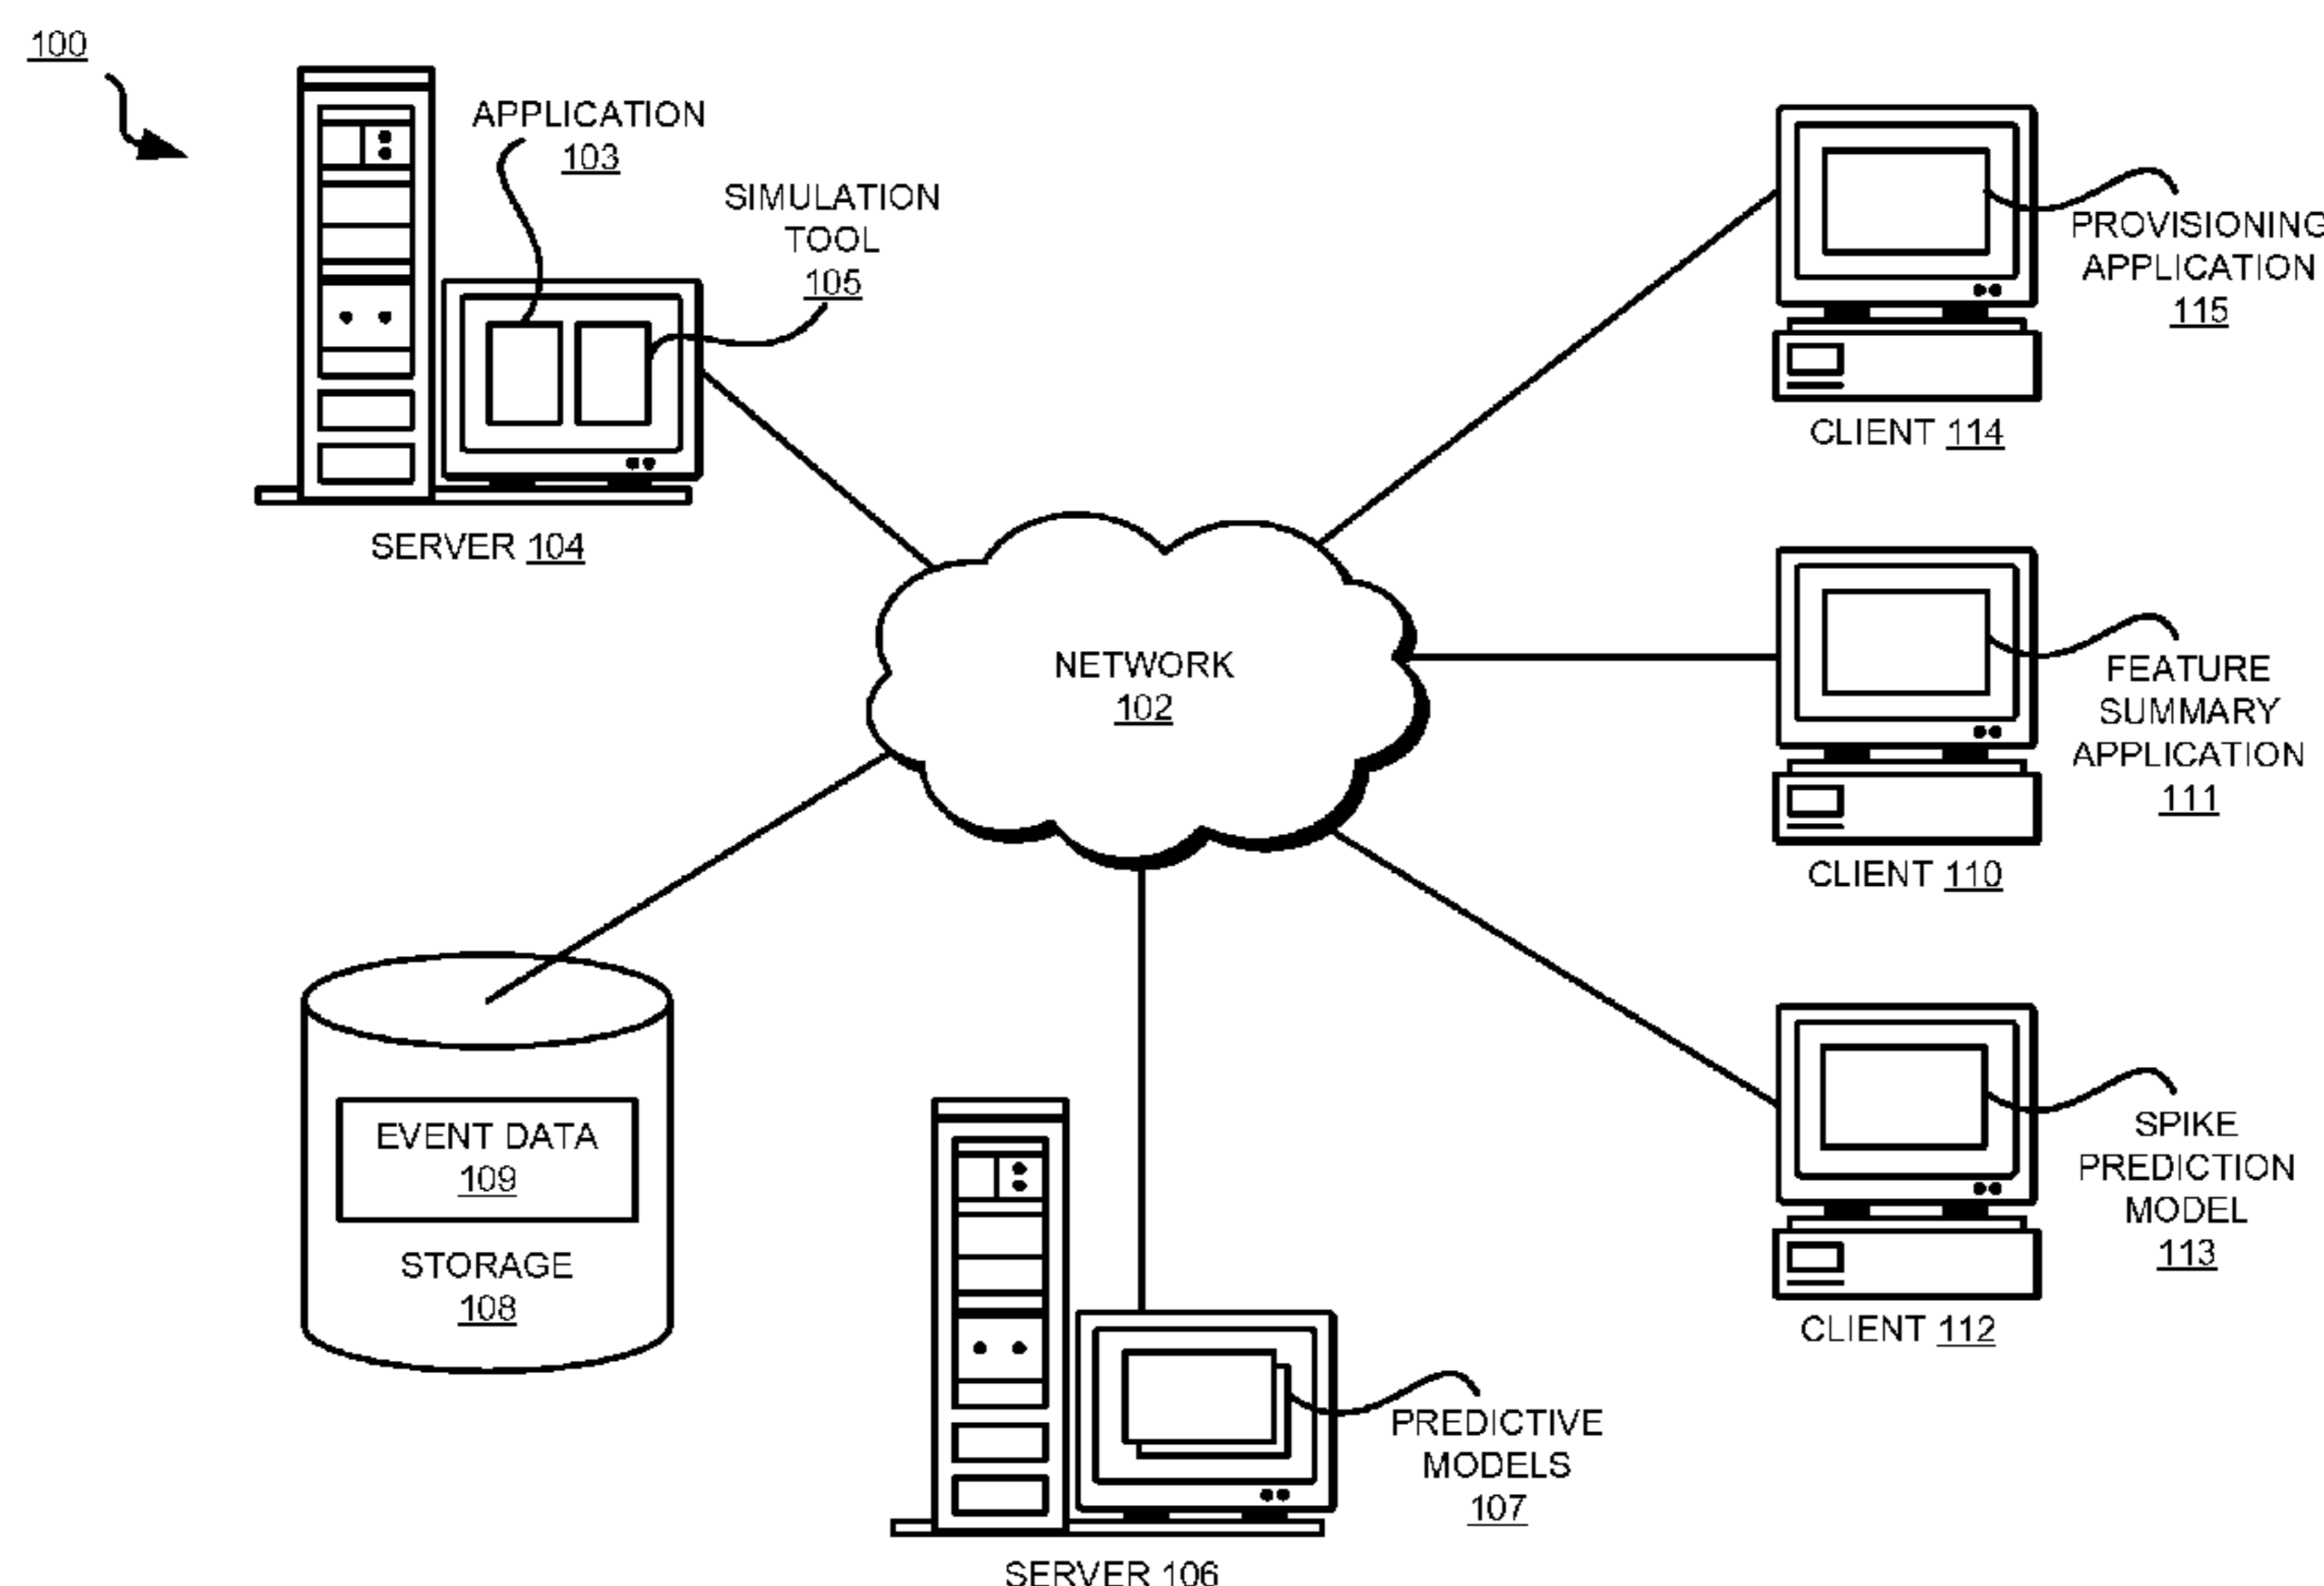 100
APPLICATION
103
SIMULATION
TOOL
105
SERVER 104
PROVISIONING
APPLICATION
115
CLIENT 114
NETWORK
102
FEATURE
SUMMARY
APPLICATION
111
CLIENT 110
EVENT DATA
109
STORAGE
108
SPIKE
PREDICTION
MODEL
113
CLIENT 112
PREDICTIVE
MODELS
107
SERVER 106